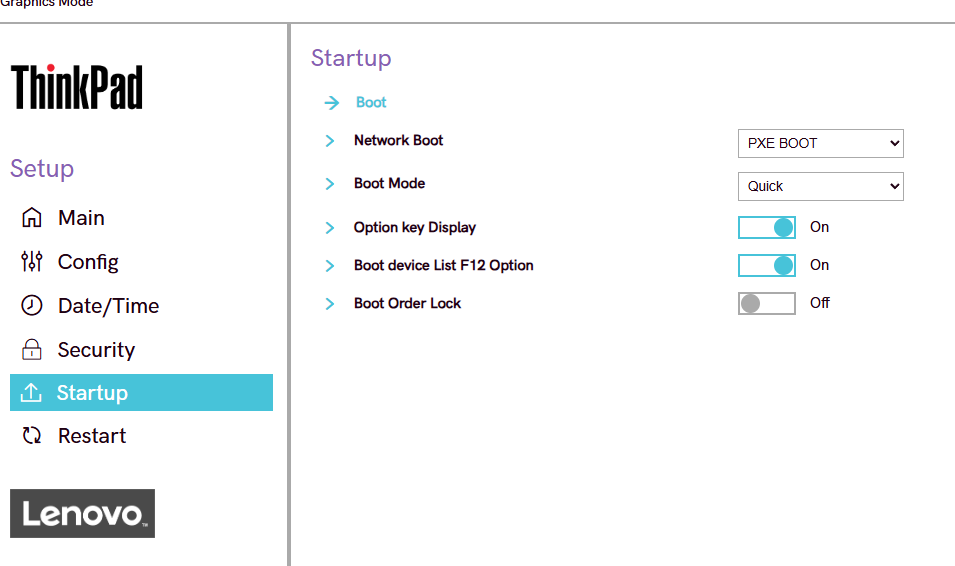 Graphics Mode
ThinkPad
Setup
Main
Config
Date/Time
Security
Startup
Restart
Lenovo™
Startup
Boot
Network Boot PXE BOOT
Boot Mode Quick
Option key Display On
Boot device List F12 Option On
Boot Order Lock Off